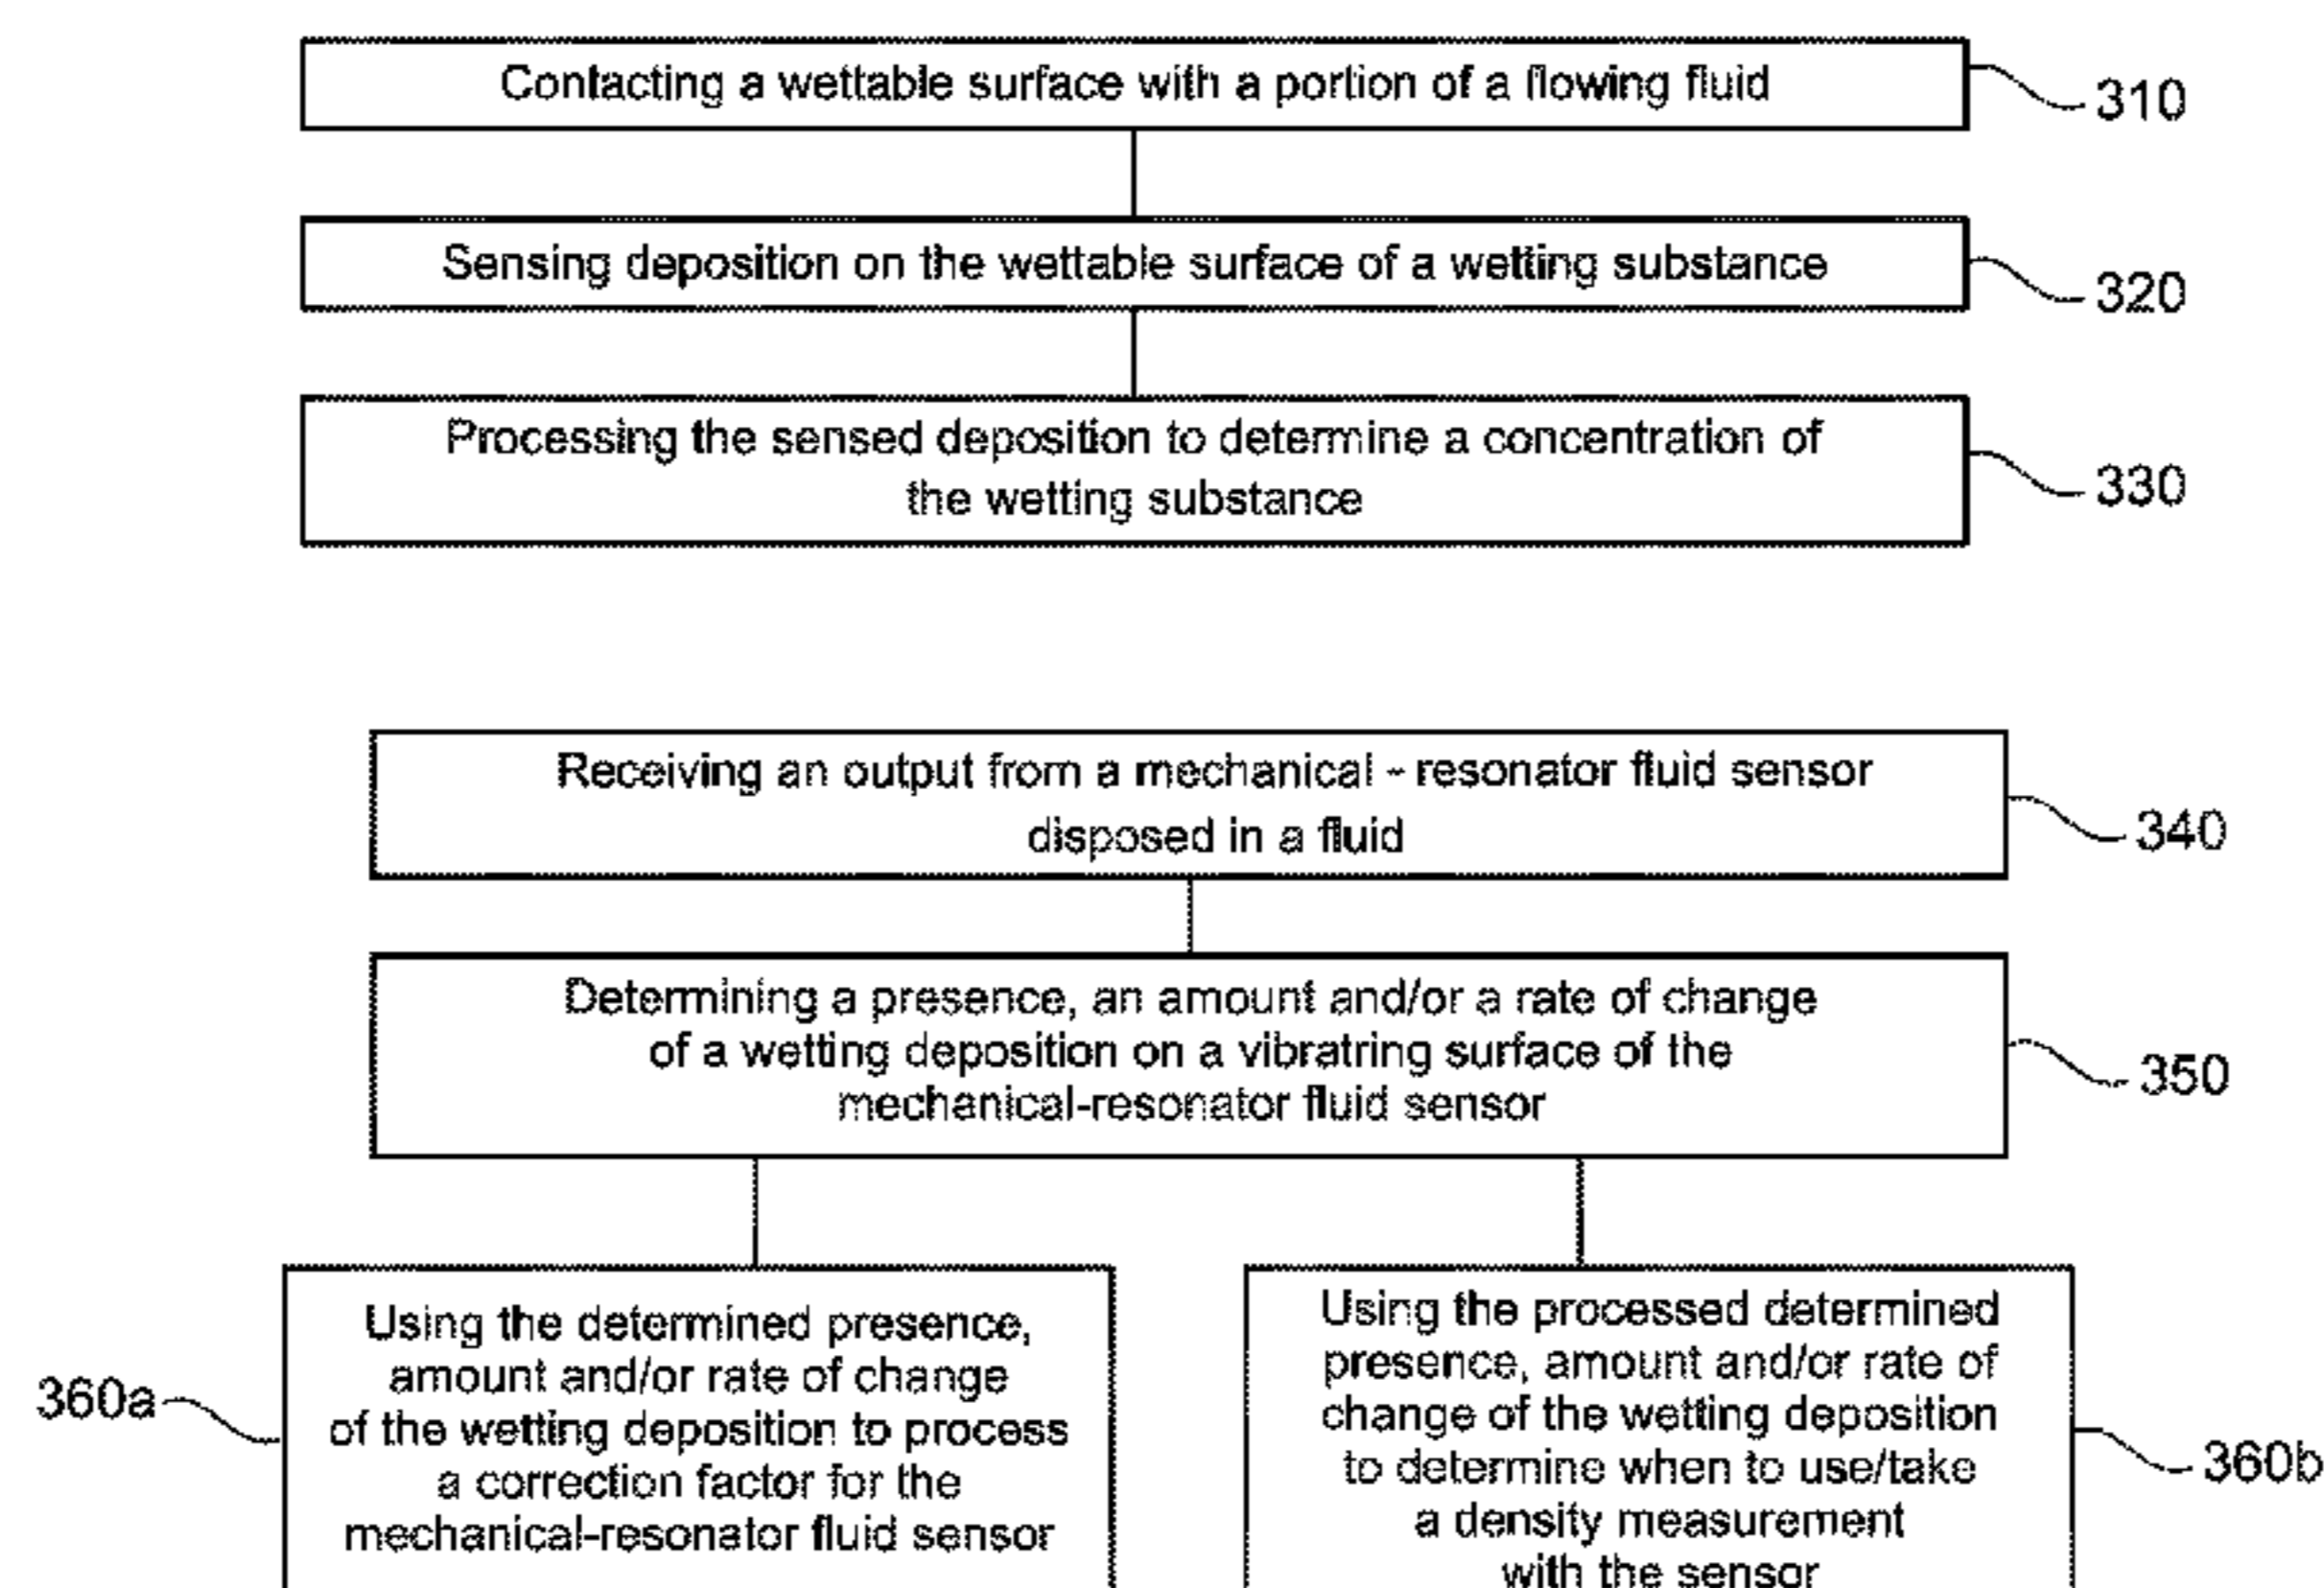 Contacting a wettable surface with a portion of a flowing fluid
310
Sensing deposition on the wettable surface of a wetting substance
320
Processing the sensed deposition to determine a concentration of
the wetting substance
330
Receiving an output from a mechanical - resonator fluid sensor
disposed in a fluid
340
Determining a presence, an amount and/or a rate of change
of a wetting deposition on a vibratring surface of the
mechanical-resonator fluid sensor
350
360a
Using the determined presence,
amount and/or rate of change
of the wetting deposition to process
a correction factor for the
mechanical-resonator fluid sensor
Using the processed determined
presence, amount and/or rate of
change of the wetting deposition
to determine when to use/take
a density measurement
with the sensor
360b